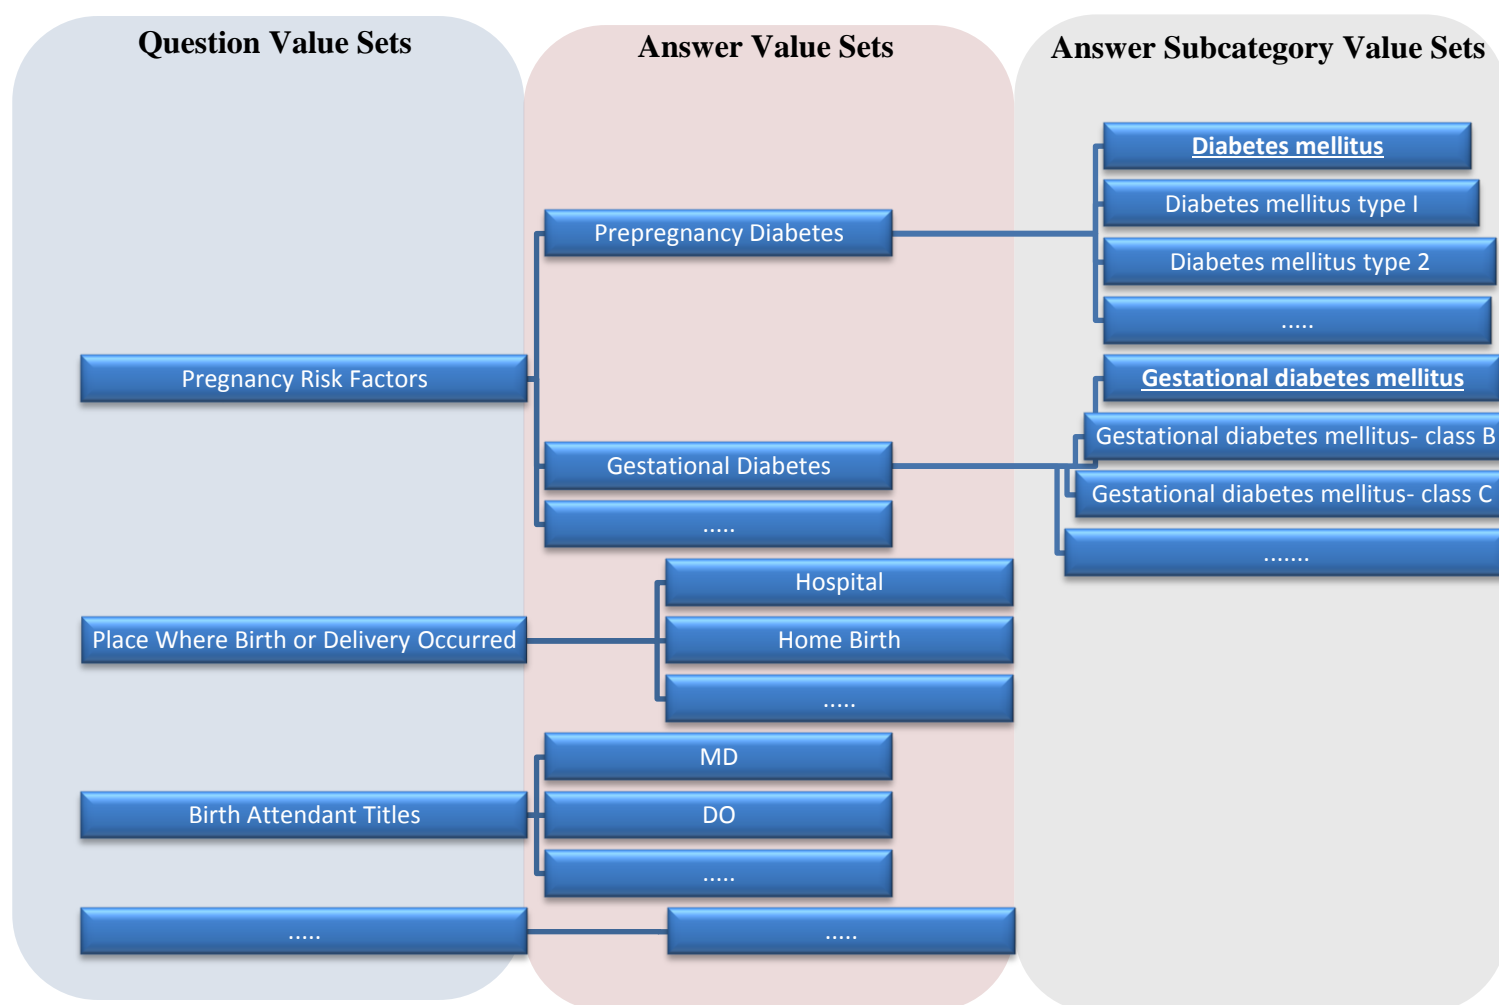 Question Value Sets
Answer Value Sets
Answer Subcategory Value Sets
Diabetes mellitus
Diabetes mellitus type I
Prepregnancy Diabetes
Diabetes mellitus type 2
.....
Pregnancy Risk Factors
Gestational diabetes mellitus
Gestational diabetes mellitus- class B
Gestational Diabetes
Gestational diabetes mellitus- class C
.....
.......
Hospital
Place Where Birth or Delivery Occurred
Home Birth
.....
MD
Birth Attendant Titles
DO
.....
.....
.....